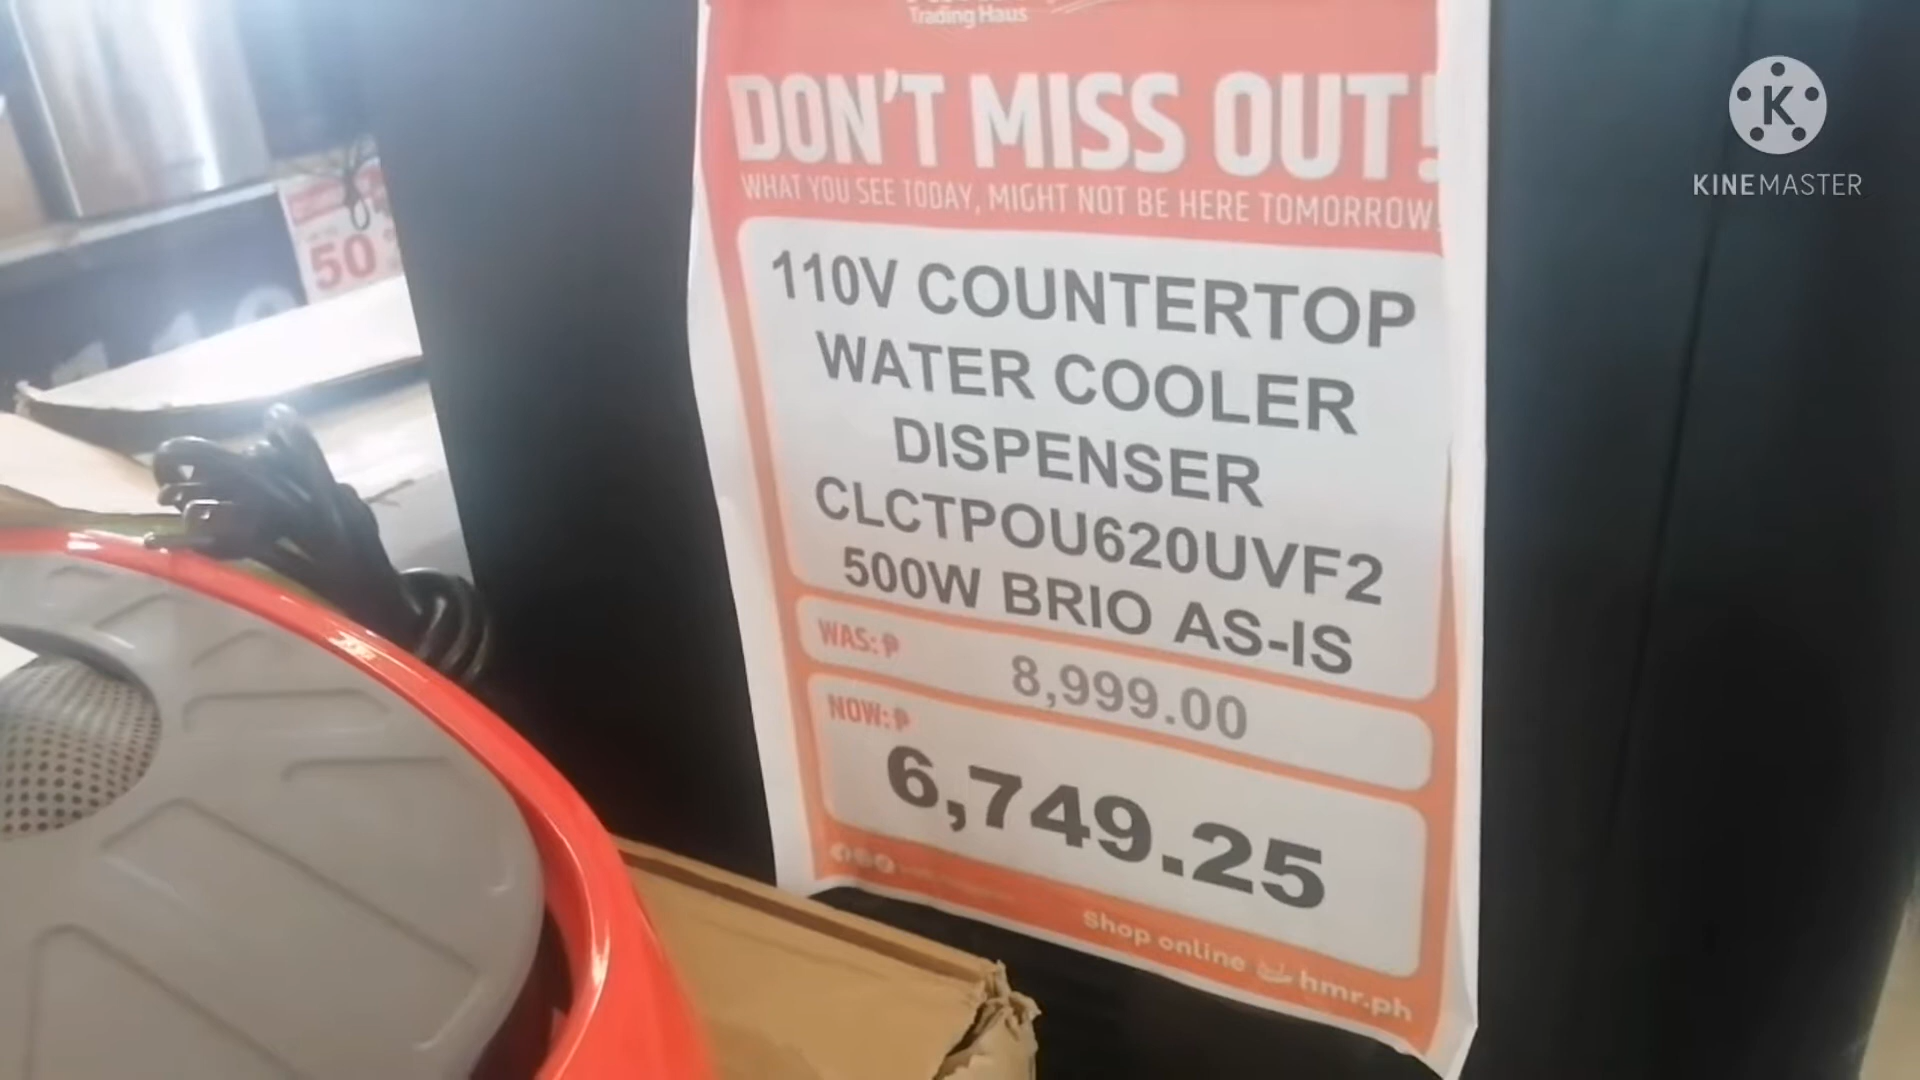 Trading Haus
DON'T MISS OUT!
WHAT YOU SEE TODAY, MIGHT NOT BE HERE TOMORROW!
110V COUNTERTOP
WATER COOLER
DISPENSER
CLCTPOU620UVF2
500W BRIO AS-IS
WAS: ₱ 8,999.00
NOW: ₱
6,749.25
Shop online hmr.ph
50
K
KINEMASTER